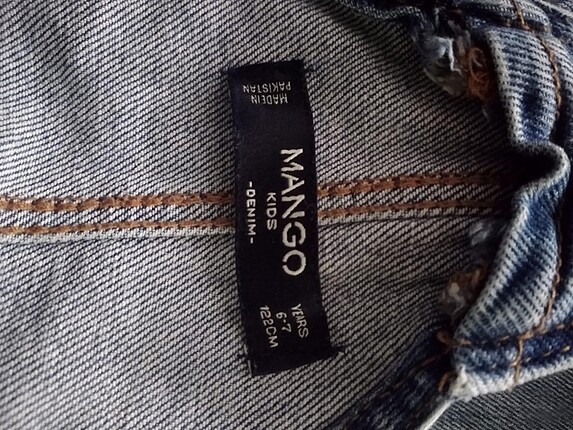 MADE IN
PAKISTAN
MANGO
KIDS
-DENIM-
YEARS
6-7
122CM